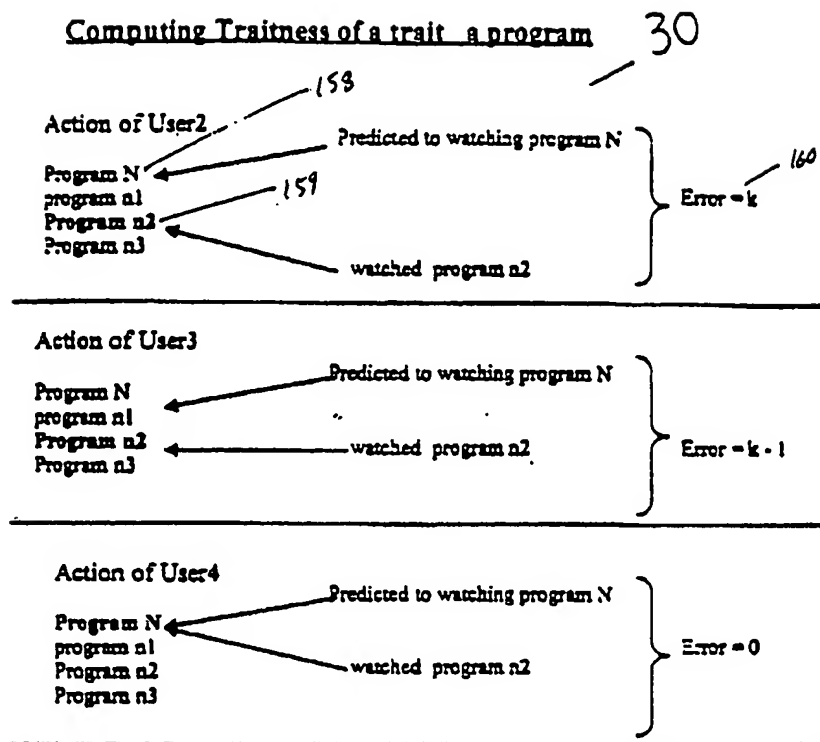 Computing Traitness of a trait a program 30
158
Action of User2
Predicted to watching program N
Program N
program n1
159
Program n2
Program n3
160
Error = k
watched program n2
Action of User3
Predicted to watching program N
Program N
program n1
Program n2
watched program n2
Program n3
Error = k - 1
Action of User4
Predicted to watching program N
Program N
program n1
Program n2
watched program n2
Program n3
Error = 0